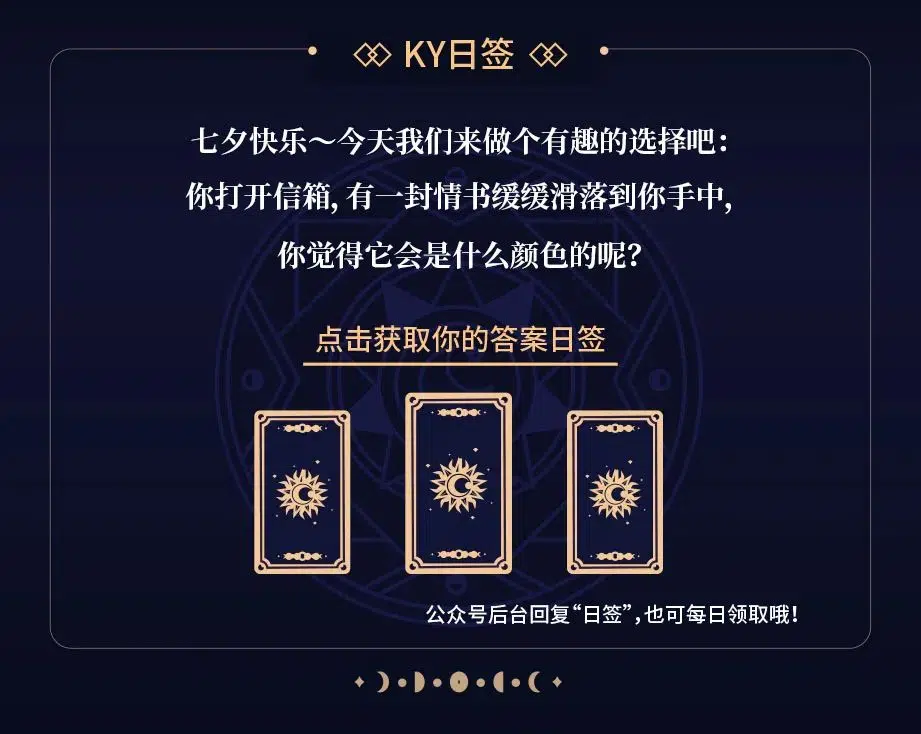 KY日签
七夕快乐～今天我们来做个有趣的选择吧：
你打开信箱，有一封情书缓缓滑落到你手中，
你觉得它会是什么颜色的呢？
点击获取你的答案日签
公众号后台回复“日签”，也可每日领取哦！